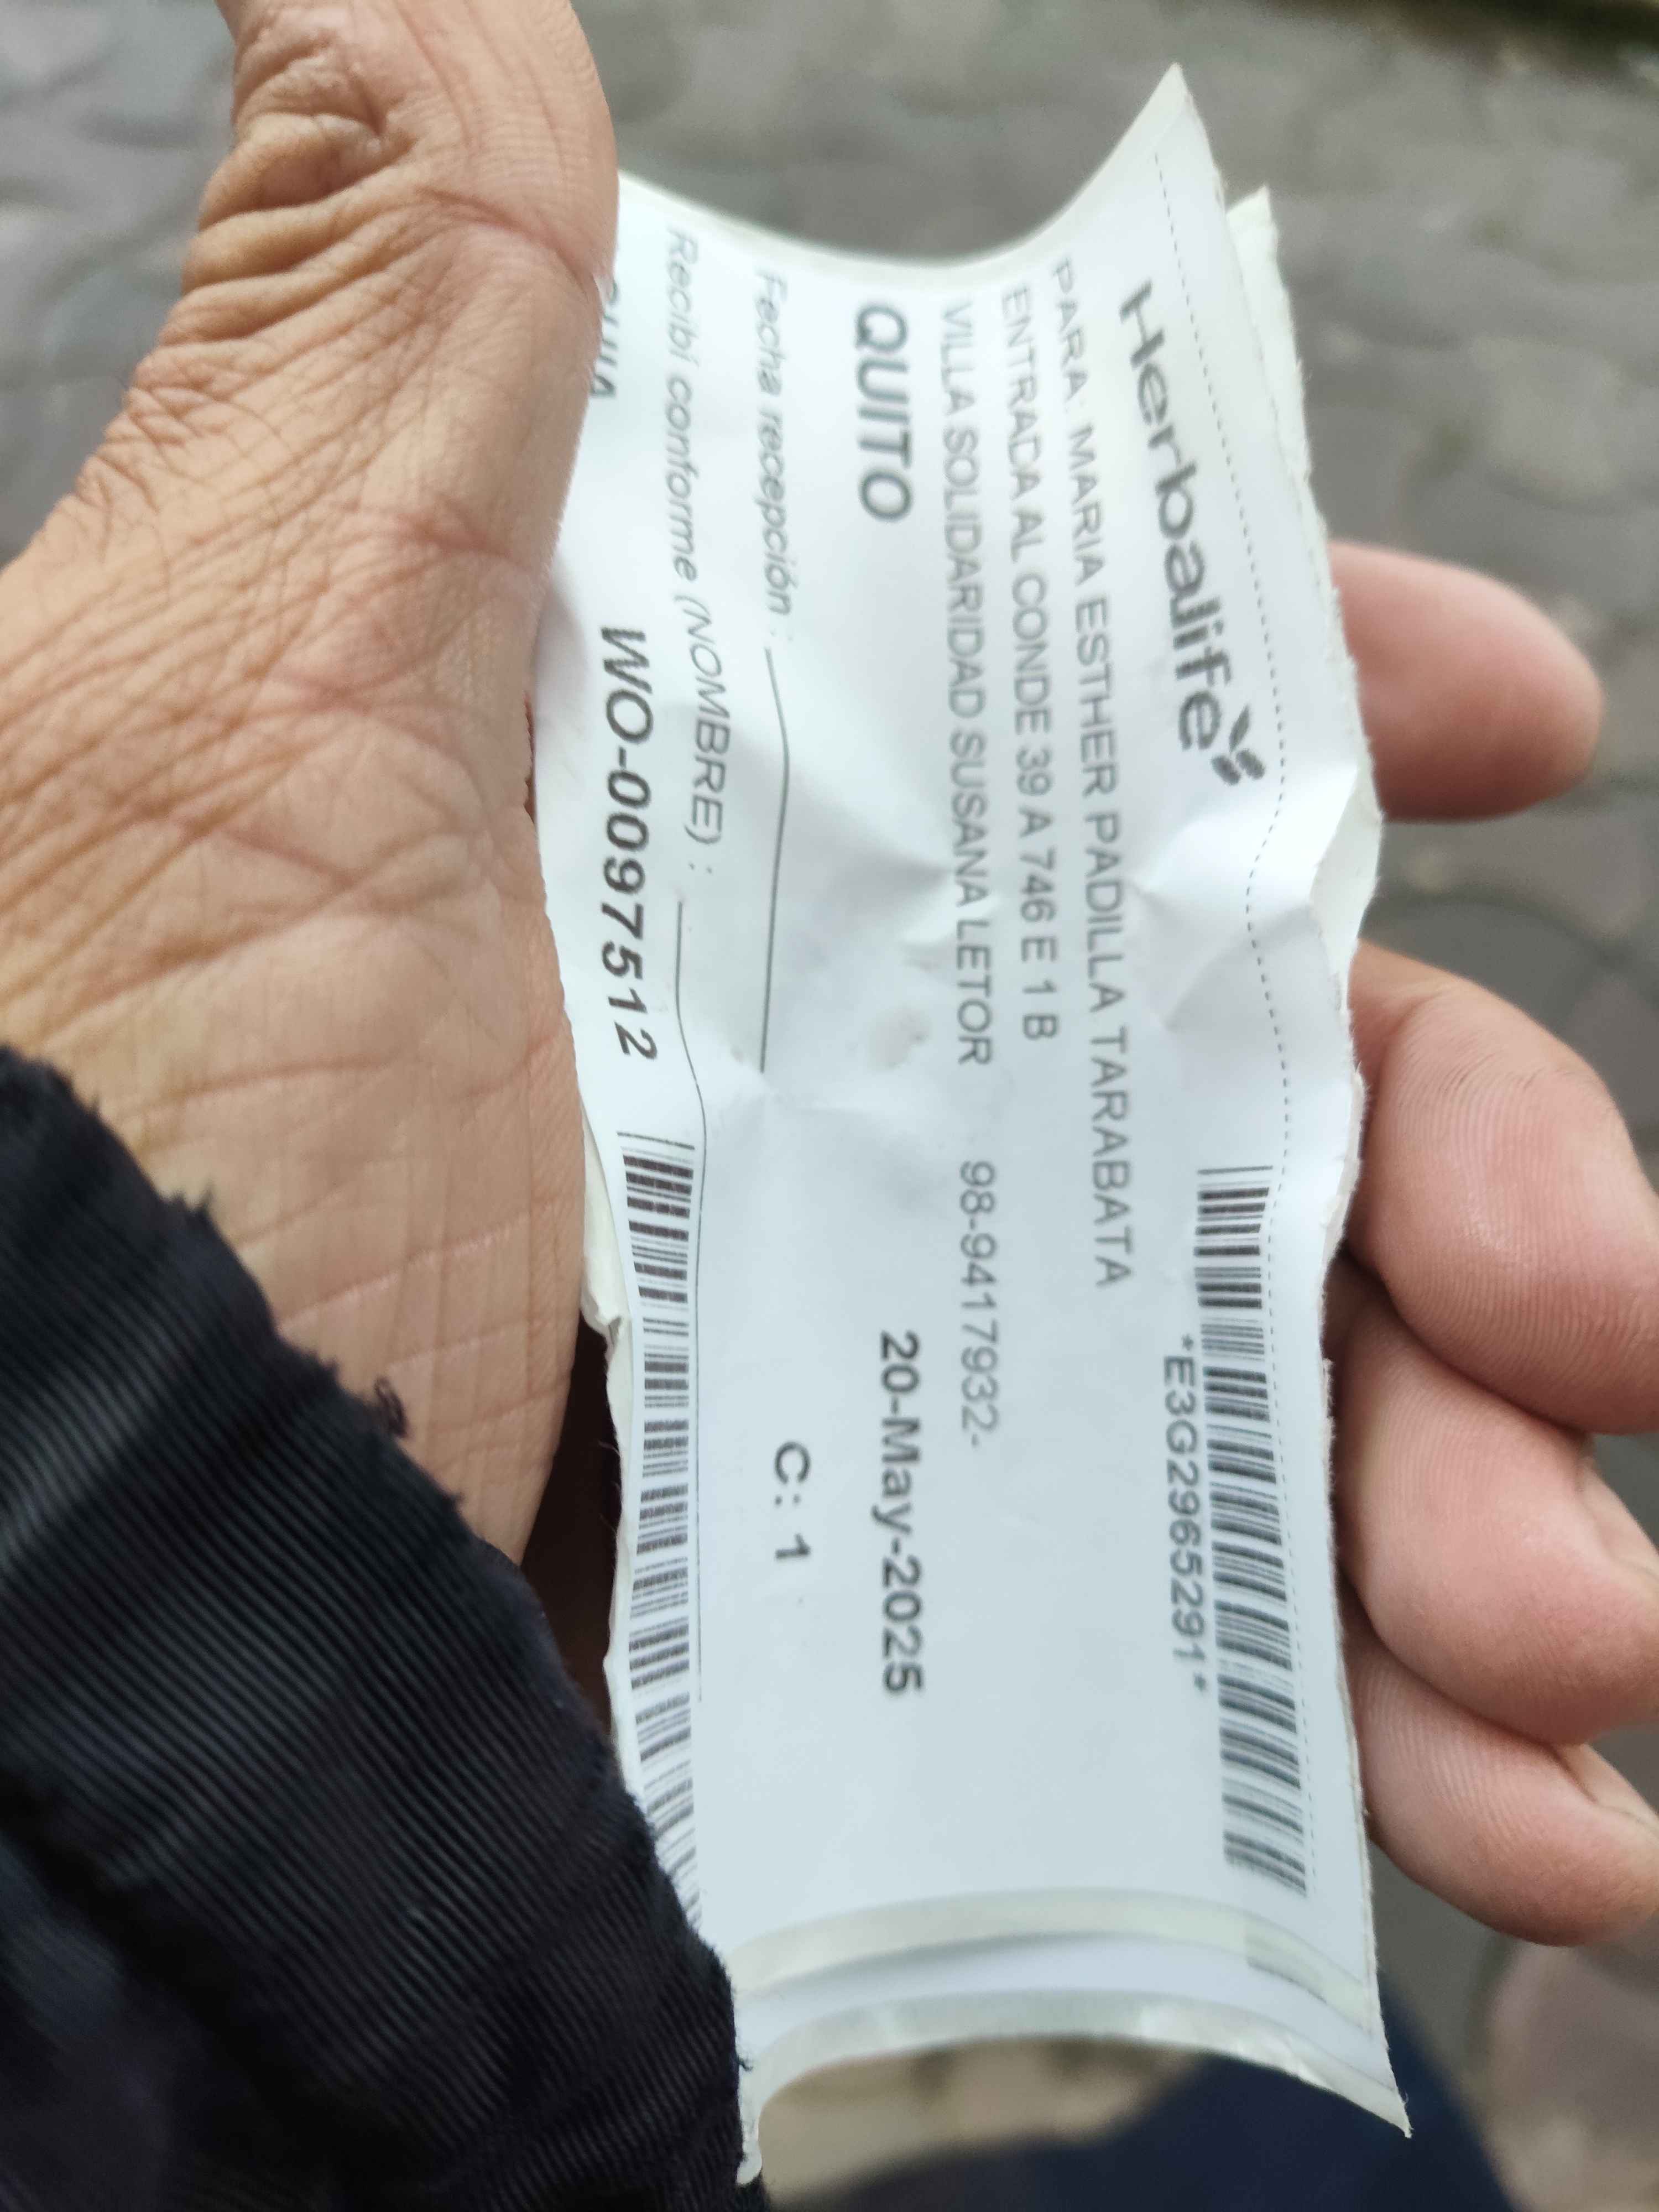 Herbalife
*E3G2965291*
PARA: MARIA ESTHER PADILLA TARABATA
ENTRADA AL CONDE 39 A 746 E 1 B
VILLA SOLIDARIDAD SUSANA LETOR 98-9417932-
QUITO 20-May-2025
Fecha recepción : C: 1
Recibí conforme (NOMBRE) :
WO-0097512